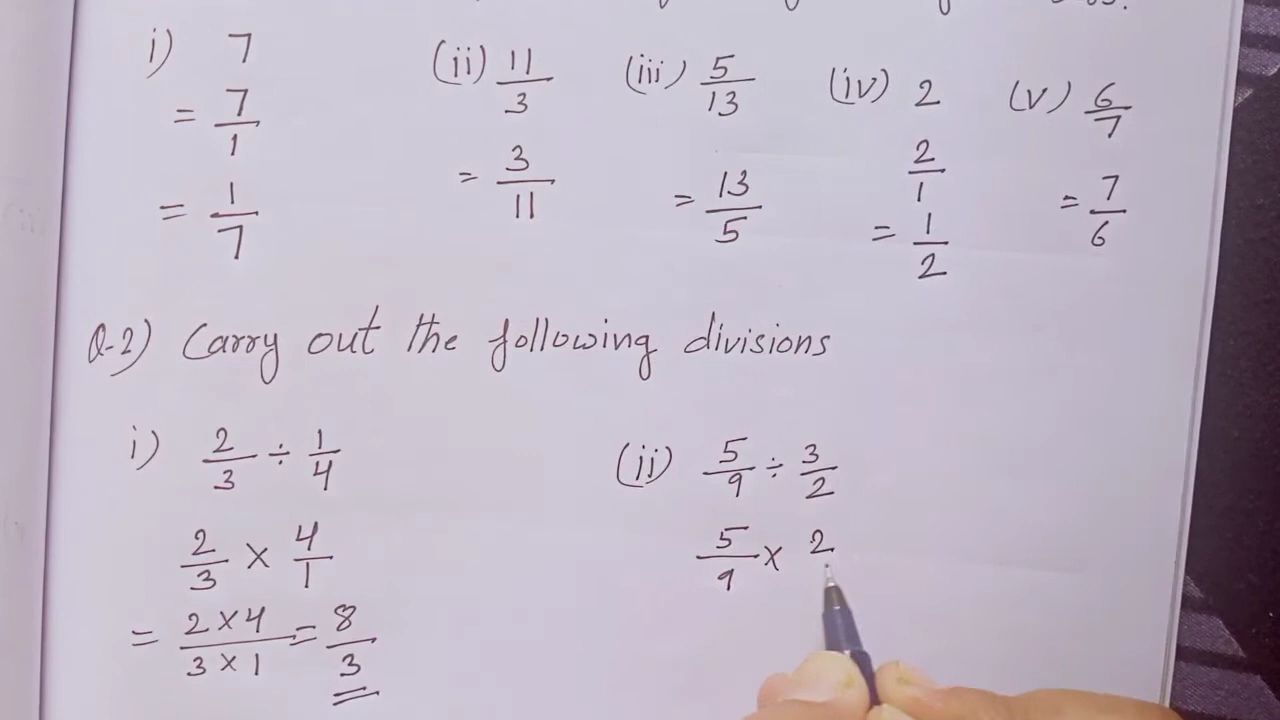 i) 7 (ii) 11/3 (iii) 5/13 (iv) 2 (v) 6/7
= 7/1 = 3/11 = 13/5 2/1 = 7/6
= 1/7 = 1/2
Q-2) Carry out the following divisions
i) 2/3 ÷ 1/4 (ii) 5/9 ÷ 3/2
2/3 × 4/1 5/9 × 2
= 2×4/3×1 = 8/3